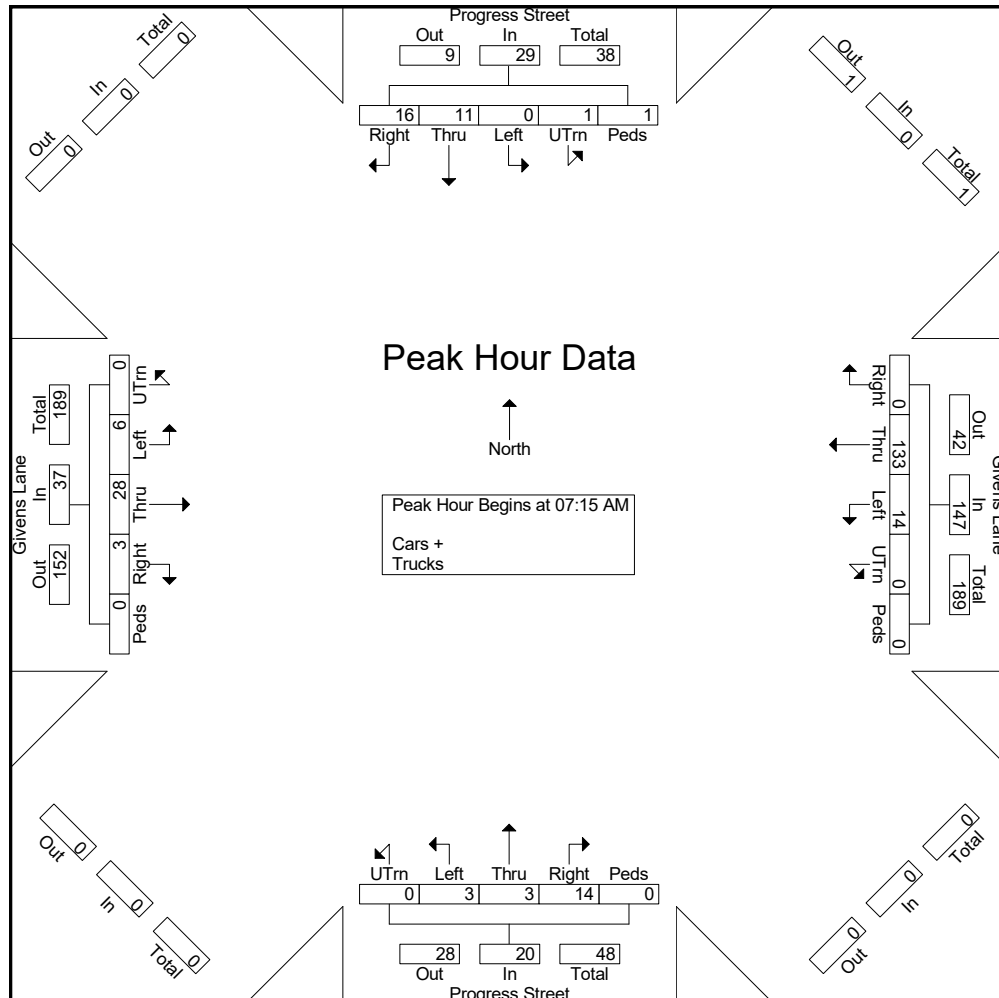 Progress Street
Out In Total
9 29 38
16 11 0 1 1
Right Thru Left UTrn Peds
Total
0
In
0
Out
0
Out
1
In
0
Total
1
Givens Lane
Total In Out
189 37 152
0 6 28 3 0
UTrn Left Thru Right Peds
Peak Hour Data
North
Peak Hour Begins at 07:15 AM
Cars +
Trucks
Right Thru Left UTrn Peds
0 133 14 0 0
Out In Total
42 147 189
Givens Lane
Out
0
In
0
Total
0
UTrn Left Thru Right Peds
0 3 3 14 0
28 20 48
Out In Total
Progress Street
Total
0
In
0
Out
0